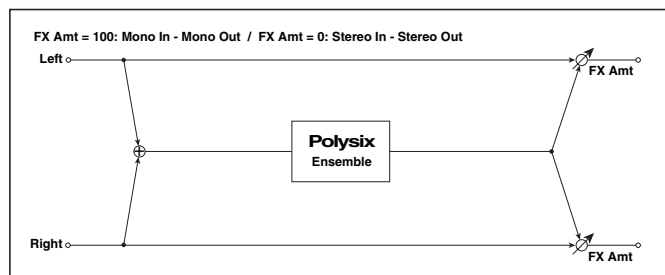 FX Amt = 100: Mono In - Mono Out / FX Amt = 0: Stereo In - Stereo Out
Left
FX Amt
Polysix
Ensemble
Right
FX Amt